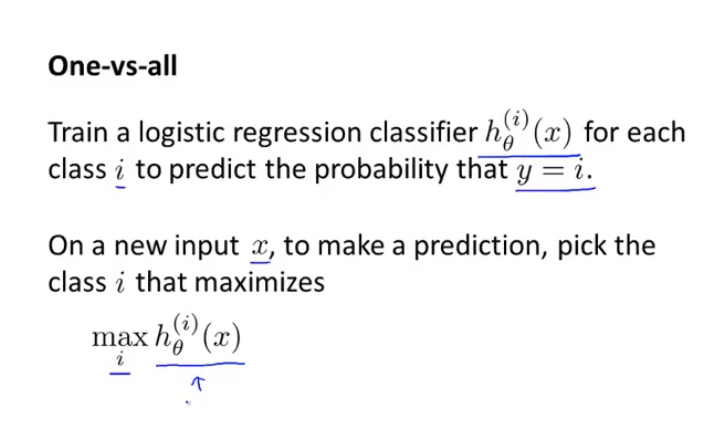 One-vs-all
Train a logistic regression classifier $h_\theta^{(i)}(x)$ for each
class $i$ to predict the probability that $y = i$.
On a new input $x$, to make a prediction, pick the
class $i$ that maximizes
$\max_i h_\theta^{(i)}(x)$